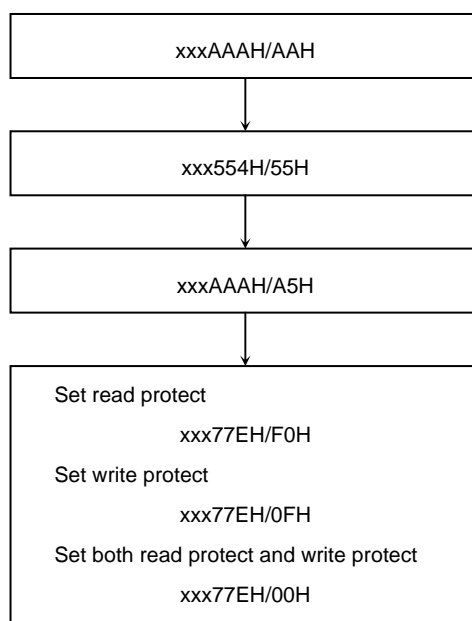 xxxAAAH/AAH
xxx554H/55H
xxxAAAH/A5H
Set read protect
xxx77EH/F0H
Set write protect
xxx77EH/0FH
Set both read protect and write protect
xxx77EH/00H